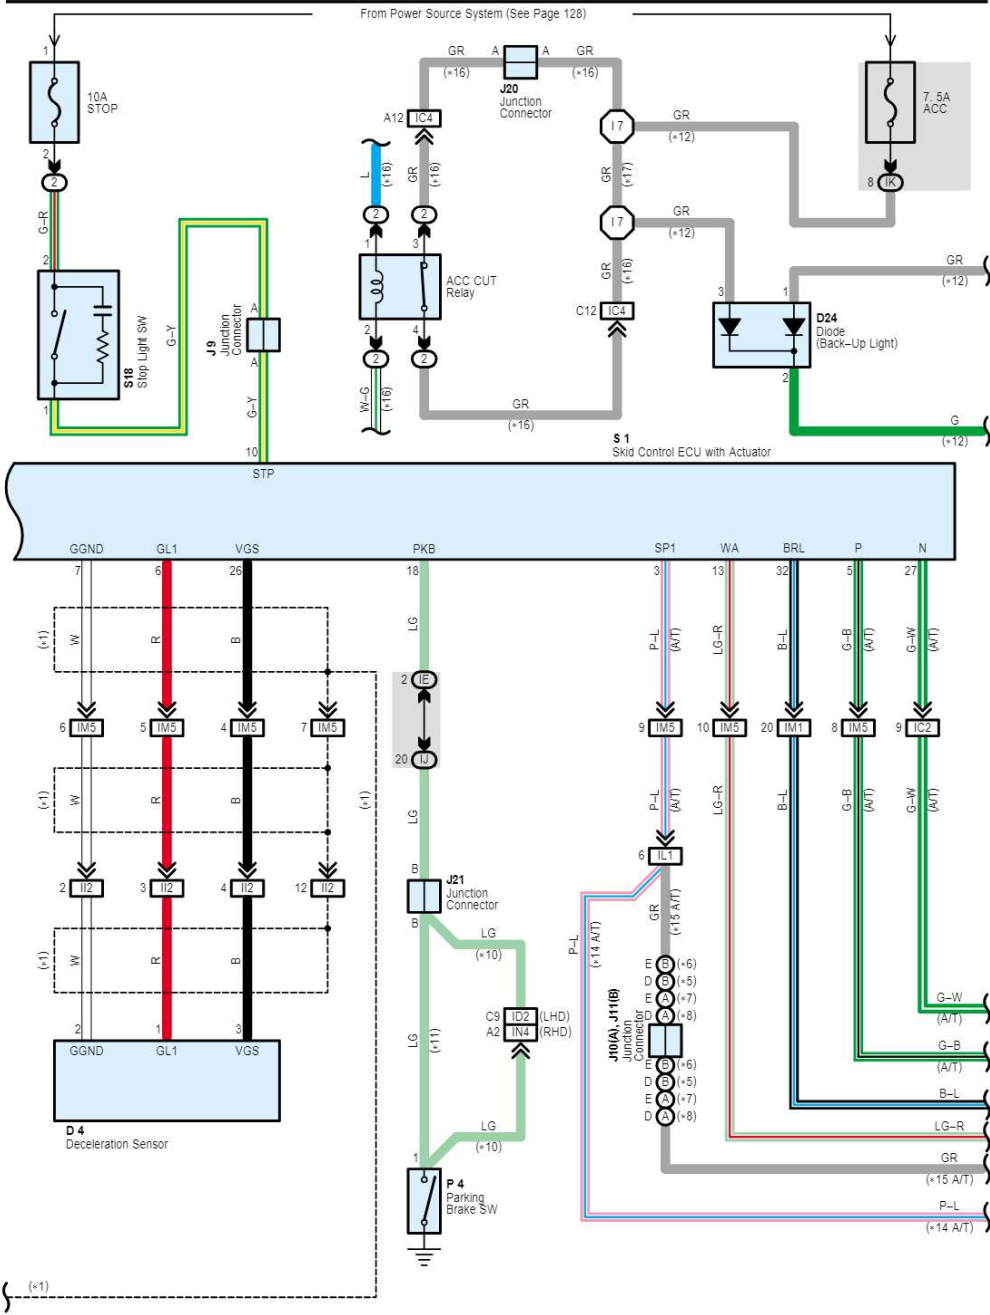 From Power Source System (See Page 128)
1
10A
STOP
2
2
G–R
2
S18
Stop Light SW
1
G–Y
A
J 9
Junction
Connector
A
G–Y
10
STP
GR
(*16)
A
A
GR
(*16)
J20
Junction
Connector
A12
IC4
L
(*16)
GR
(*16)
2
2
1
3
ACC CUT
Relay
2
4
2
2
W–G
(*16)
GR
(*16)
I 7
GR
(*12)
GR
(*17)
I 7
GR
(*12)
GR
(*16)
C12
IC4
7. 5A
ACC
8
IK
GR
(*12)
3
1
D24
Diode
(Back–Up Light)
2
G
(*12)
S 1
Skid Control ECU with Actuator
GGND
GL1
VGS
PKB
SP1
WA
BRL
P
N
7
6
26
18
3
13
32
5
27
(*1)
W
R
B
LG
P–L
(A/T)
LG–R
B–L
G–B
(A/T)
G–W
(A/T)
2
IE
6
IM5
5
IM5
4
IM5
7
IM5
9
IM5
10
IM5
20
IM1
8
IM5
9
IC2
20
IJ
(*1)
W
R
B
(*1)
LG
P–L
(A/T)
LG–R
B–L
G–B
(A/T)
G–W
(A/T)
6
IL1
2
II2
3
II2
4
II2
12
II2
B
J21
Junction
Connector
B
LG
(*10)
P–L
(*14 A/T)
GR
(*15 A/T)
(*1)
W
R
B
E
B
(*6)
D
B
(*5)
E
A
(*7)
D
A
(*8)
J10(A), J11(B)
Junction
Connector
E
B
(*6)
D
B
(*5)
E
A
(*7)
D
A
(*8)
C9
ID2
(LHD)
A2
IN4
(RHD)
LG
(*11)
LG
(*10)
2
1
3
GGND
GL1
VGS
D 4
Deceleration Sensor
1
P 4
Parking
Brake SW
G–W
(A/T)
G–B
(A/T)
B–L
LG–R
GR
(*15 A/T)
P–L
(*14 A/T)
(*1)